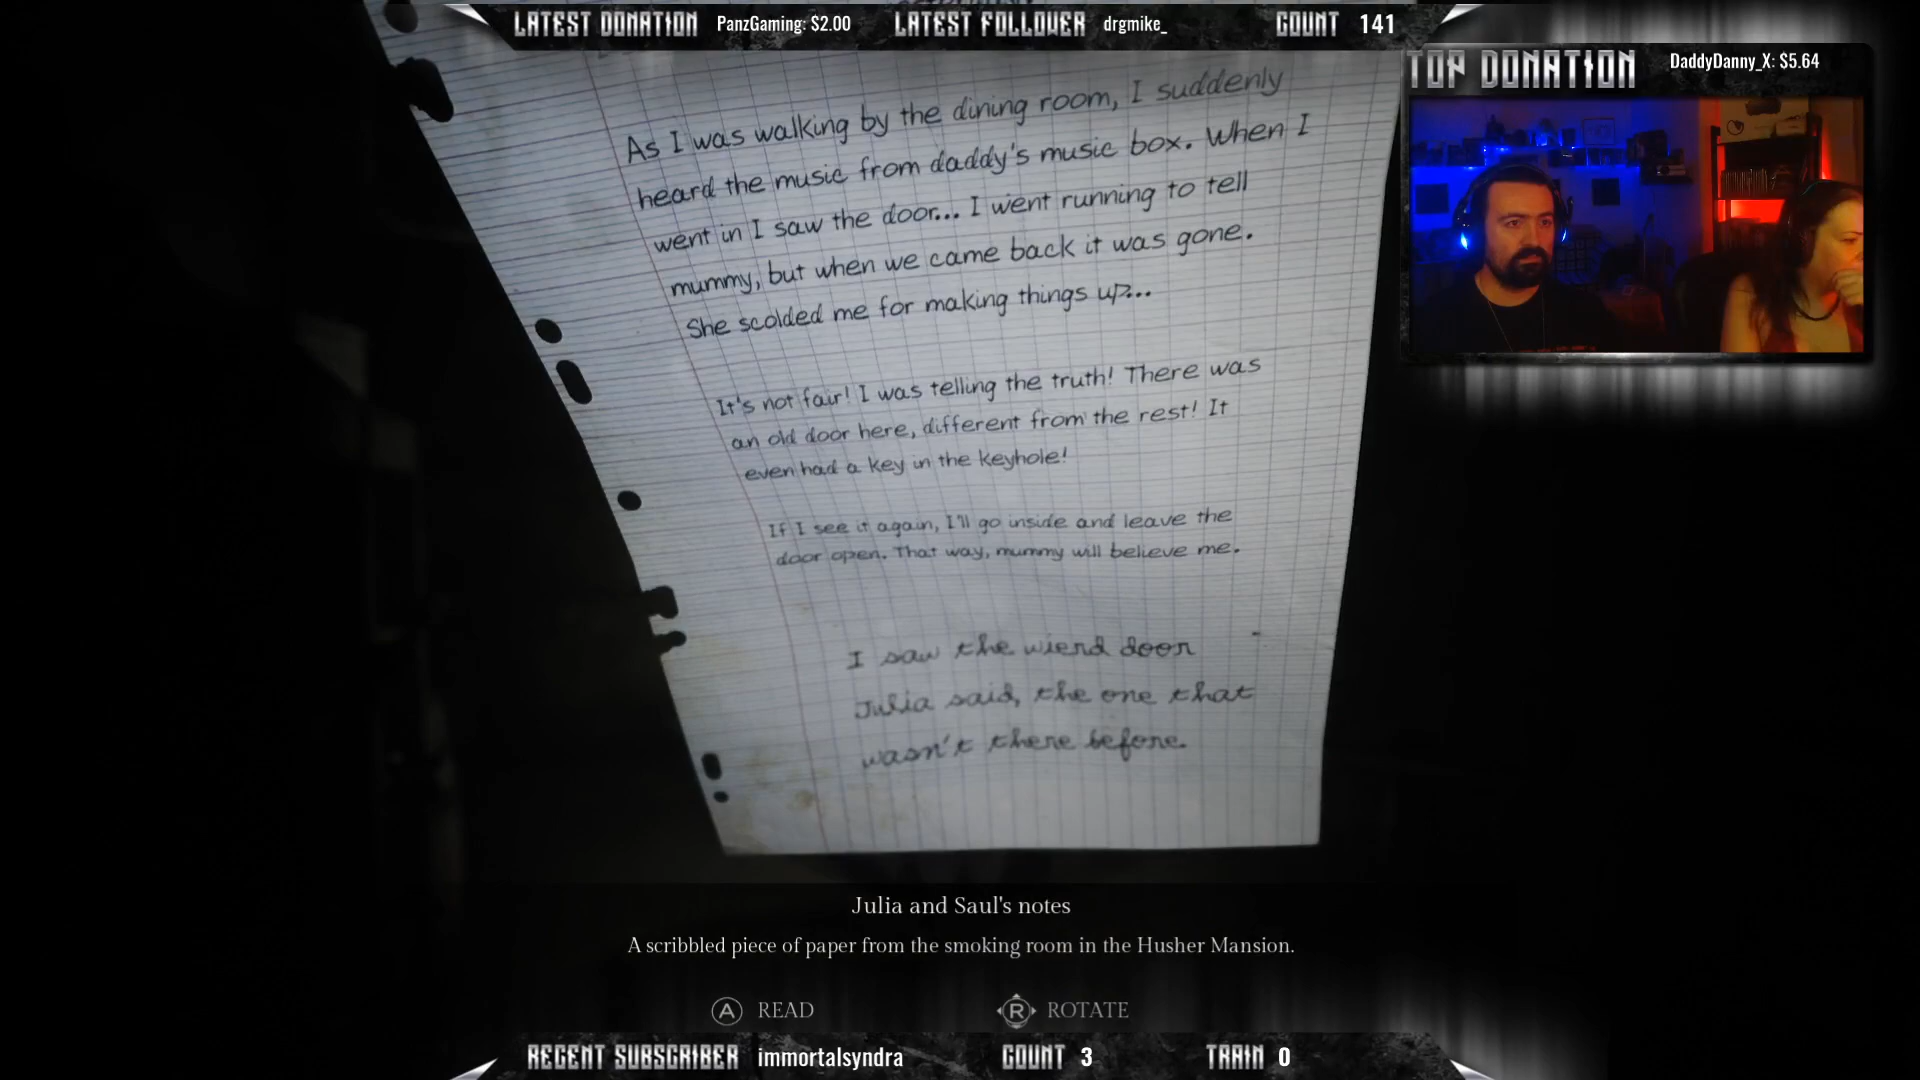 LATEST DONATION PanzGaming: $2.00 LATEST FOLLOWER drgmike_ COUNT 141
TOP DONATION DaddyDanny_X: $5.64
As I was walking by the dining room, I suddenly
heard the music from daddy's music box. When I
went in I saw the door... I went running to tell
mummy, but when we came back it was gone.
She scolded me for making things up...
It's not fair! I was telling the truth! There was
an old door here, different from the rest! It
even had a key in the keyhole!
If I see it again, I'll go inside and leave the
door open. That way, mummy will believe me.
I saw the wierd door
Julia said, the one that
wasn't there before.
Julia and Saul's notes
A scribbled piece of paper from the smoking room in the Husher Mansion.
A READ R ROTATE
RECENT SUBSCRIBER immortalsyndra COUNT 3 TRAIN 0